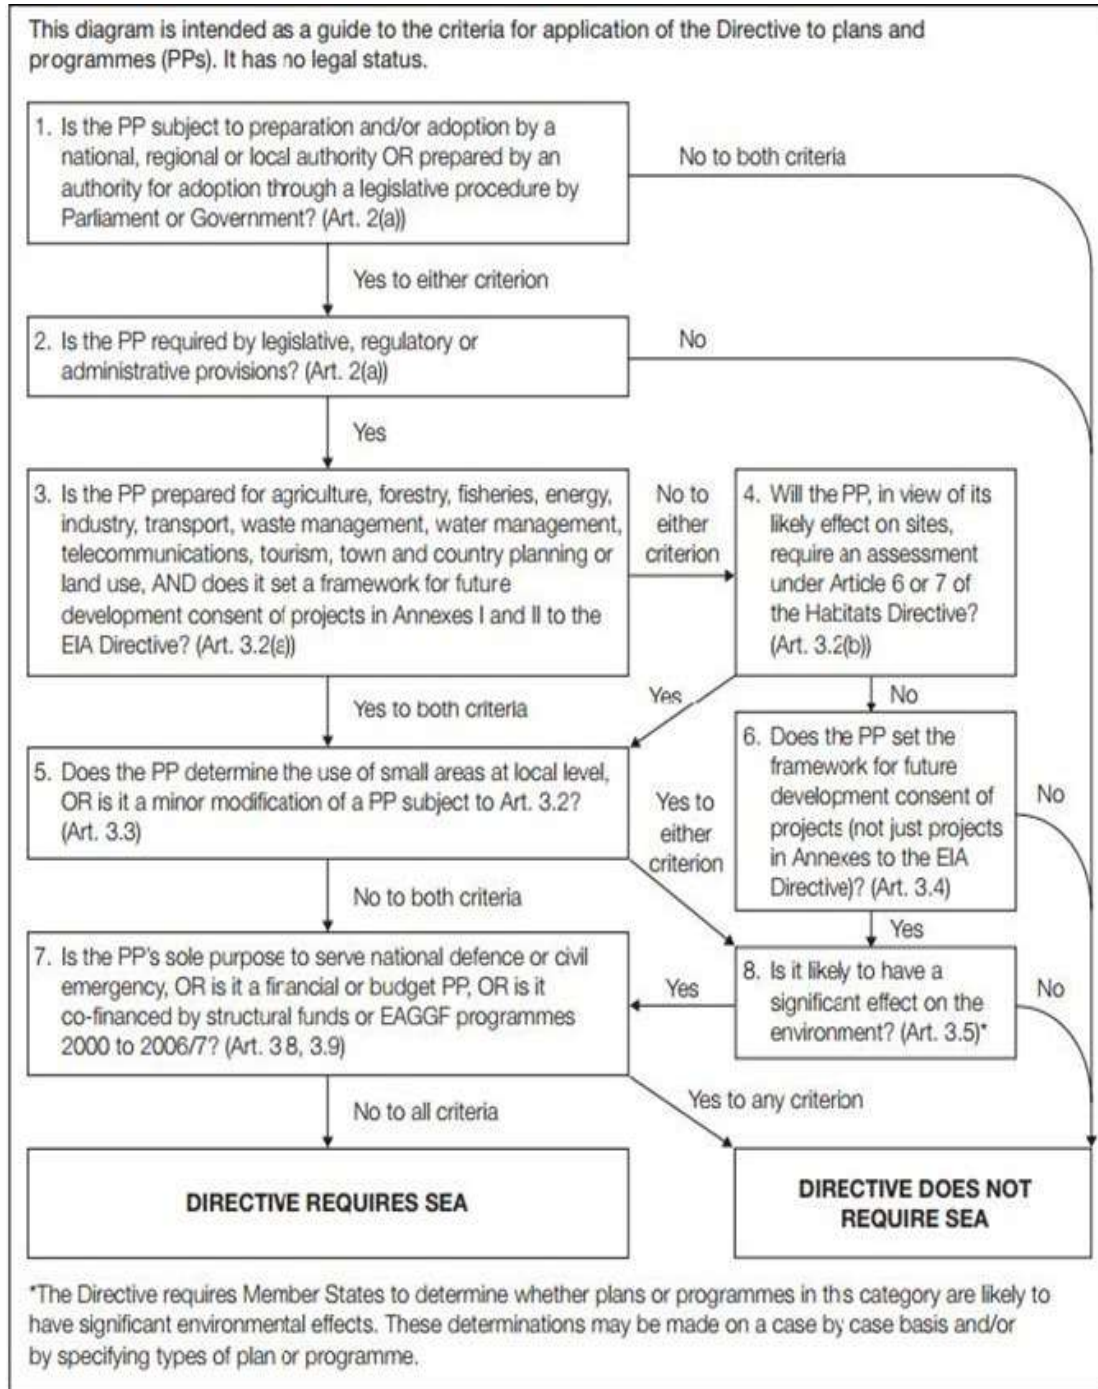 This diagram is intended as a guide to the criteria for application of the Directive to plans and
programmes (PPs). It has no legal status.
1. Is the PP subject to preparation and/or adoption by a
national, regional or local authority OR prepared by an
authority for adoption through a legislative procedure by
Parliament or Government? (Art. 2(a))
No to both criteria
Yes to either criterion
2. Is the PP required by legislative, regulatory or
administrative provisions? (Art. 2(a))
No
Yes
3. Is the PP prepared for agriculture, forestry, fisheries, energy,
industry, transport, waste management, water management,
telecommunications, tourism, town and country planning or
land use, AND does it set a framework for future
development consent of projects in Annexes I and II to the
EIA Directive? (Art. 3.2(a))
No to
either
criterion
4. Will the PP, in view of its
likely effect on sites,
require an assessment
under Article 6 or 7 of
the Habitats Directive?
(Art. 3.2(b))
Yes to both criteria
Yes
No
5. Does the PP determine the use of small areas at local level,
OR is it a minor modification of a PP subject to Art. 3.2?
(Art. 3.3)
Yes to
either
criterion
6. Does the PP set the
framework for future
development consent of
projects (not just projects
in Annexes to the EIA
Directive)? (Art. 3.4)
No
No to both criteria
Yes
7. Is the PP's sole purpose to serve national defence or civil
emergency, OR is it a financial or budget PP, OR is it
co-financed by structural funds or EAGGF programmes
2000 to 2006/7? (Art. 3 8, 3.9)
Yes
8. Is it likely to have a
significant effect on the
environment? (Art. 3.5)*
No
No to all criteria
Yes to any criterion
DIRECTIVE REQUIRES SEA
DIRECTIVE DOES NOT
REQUIRE SEA
*The Directive requires Member States to determine whether plans or programmes in this category are likely to
have significant environmental effects. These determinations may be made on a case by case basis and/or
by specifying types of plan or programme.